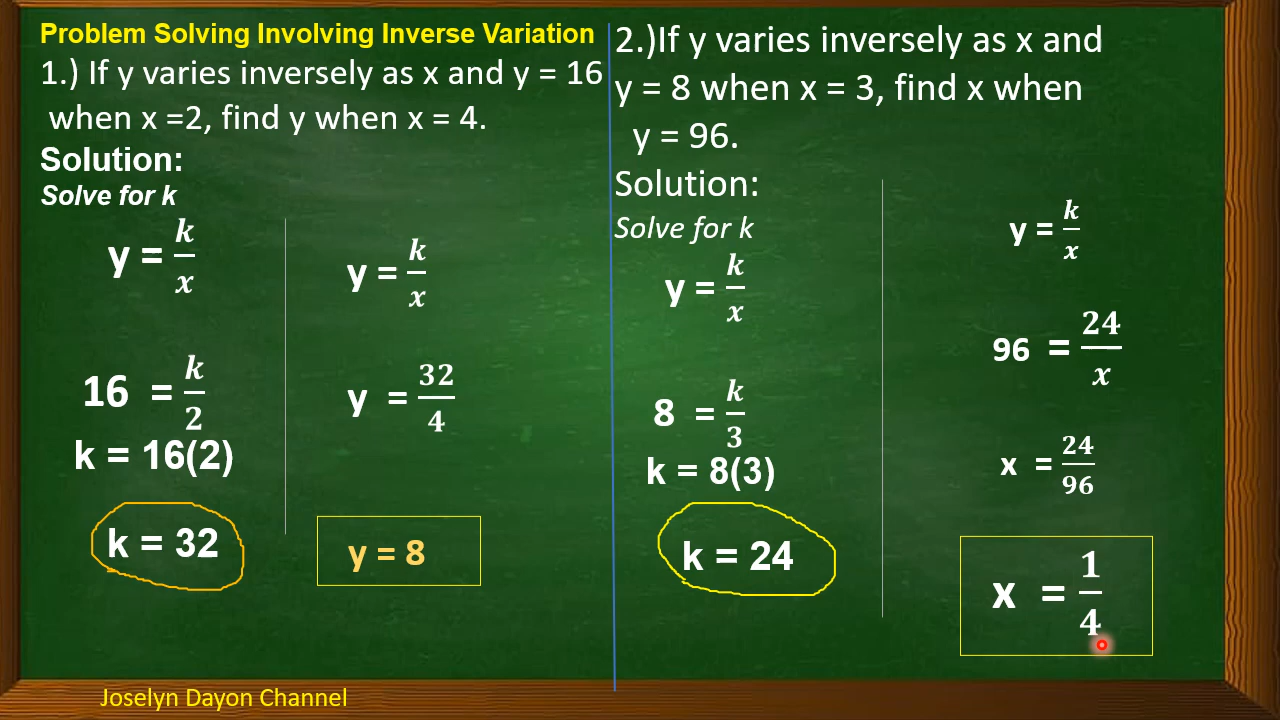 Problem Solving Involving Inverse Variation
1.) If y varies inversely as x and y = 16
when x =2, find y when x = 4.
Solution:
Solve for k
y = k/x
16 = k/2
k = 16(2)
k = 32
y = k/x
y = 32/4
y = 8
2.)If y varies inversely as x and
y = 8 when x = 3, find x when
y = 96.
Solution:
Solve for k
y = k/x
8 = k/3
k = 8(3)
k = 24
y = k/x
96 = 24/x
x = 24/96
x = 1/4
Joselyn Dayon Channel